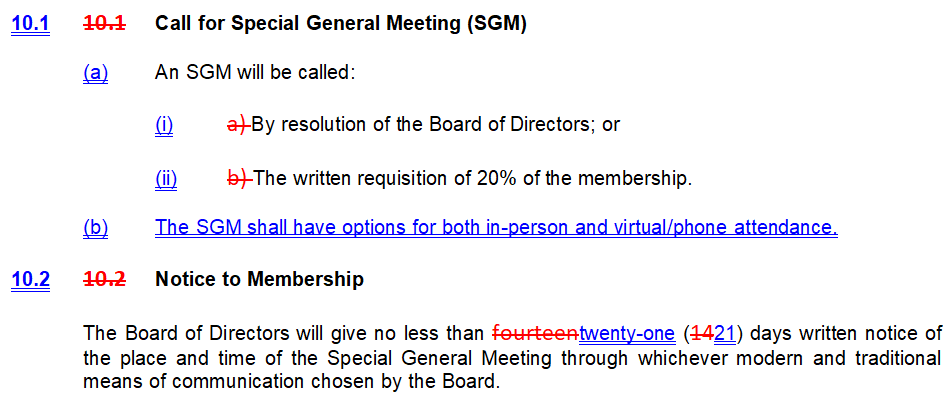 10.1 10.1 Call for Special General Meeting (SGM)
(a) An SGM will be called:
(i) a) By resolution of the Board of Directors; or
(ii) b) The written requisition of 20% of the membership.
(b) The SGM shall have options for both in-person and virtual/phone attendance.
10.2 10.2 Notice to Membership
The Board of Directors will give no less than fourteentwenty-one (1421) days written notice of
the place and time of the Special General Meeting through whichever modern and traditional
means of communication chosen by the Board.